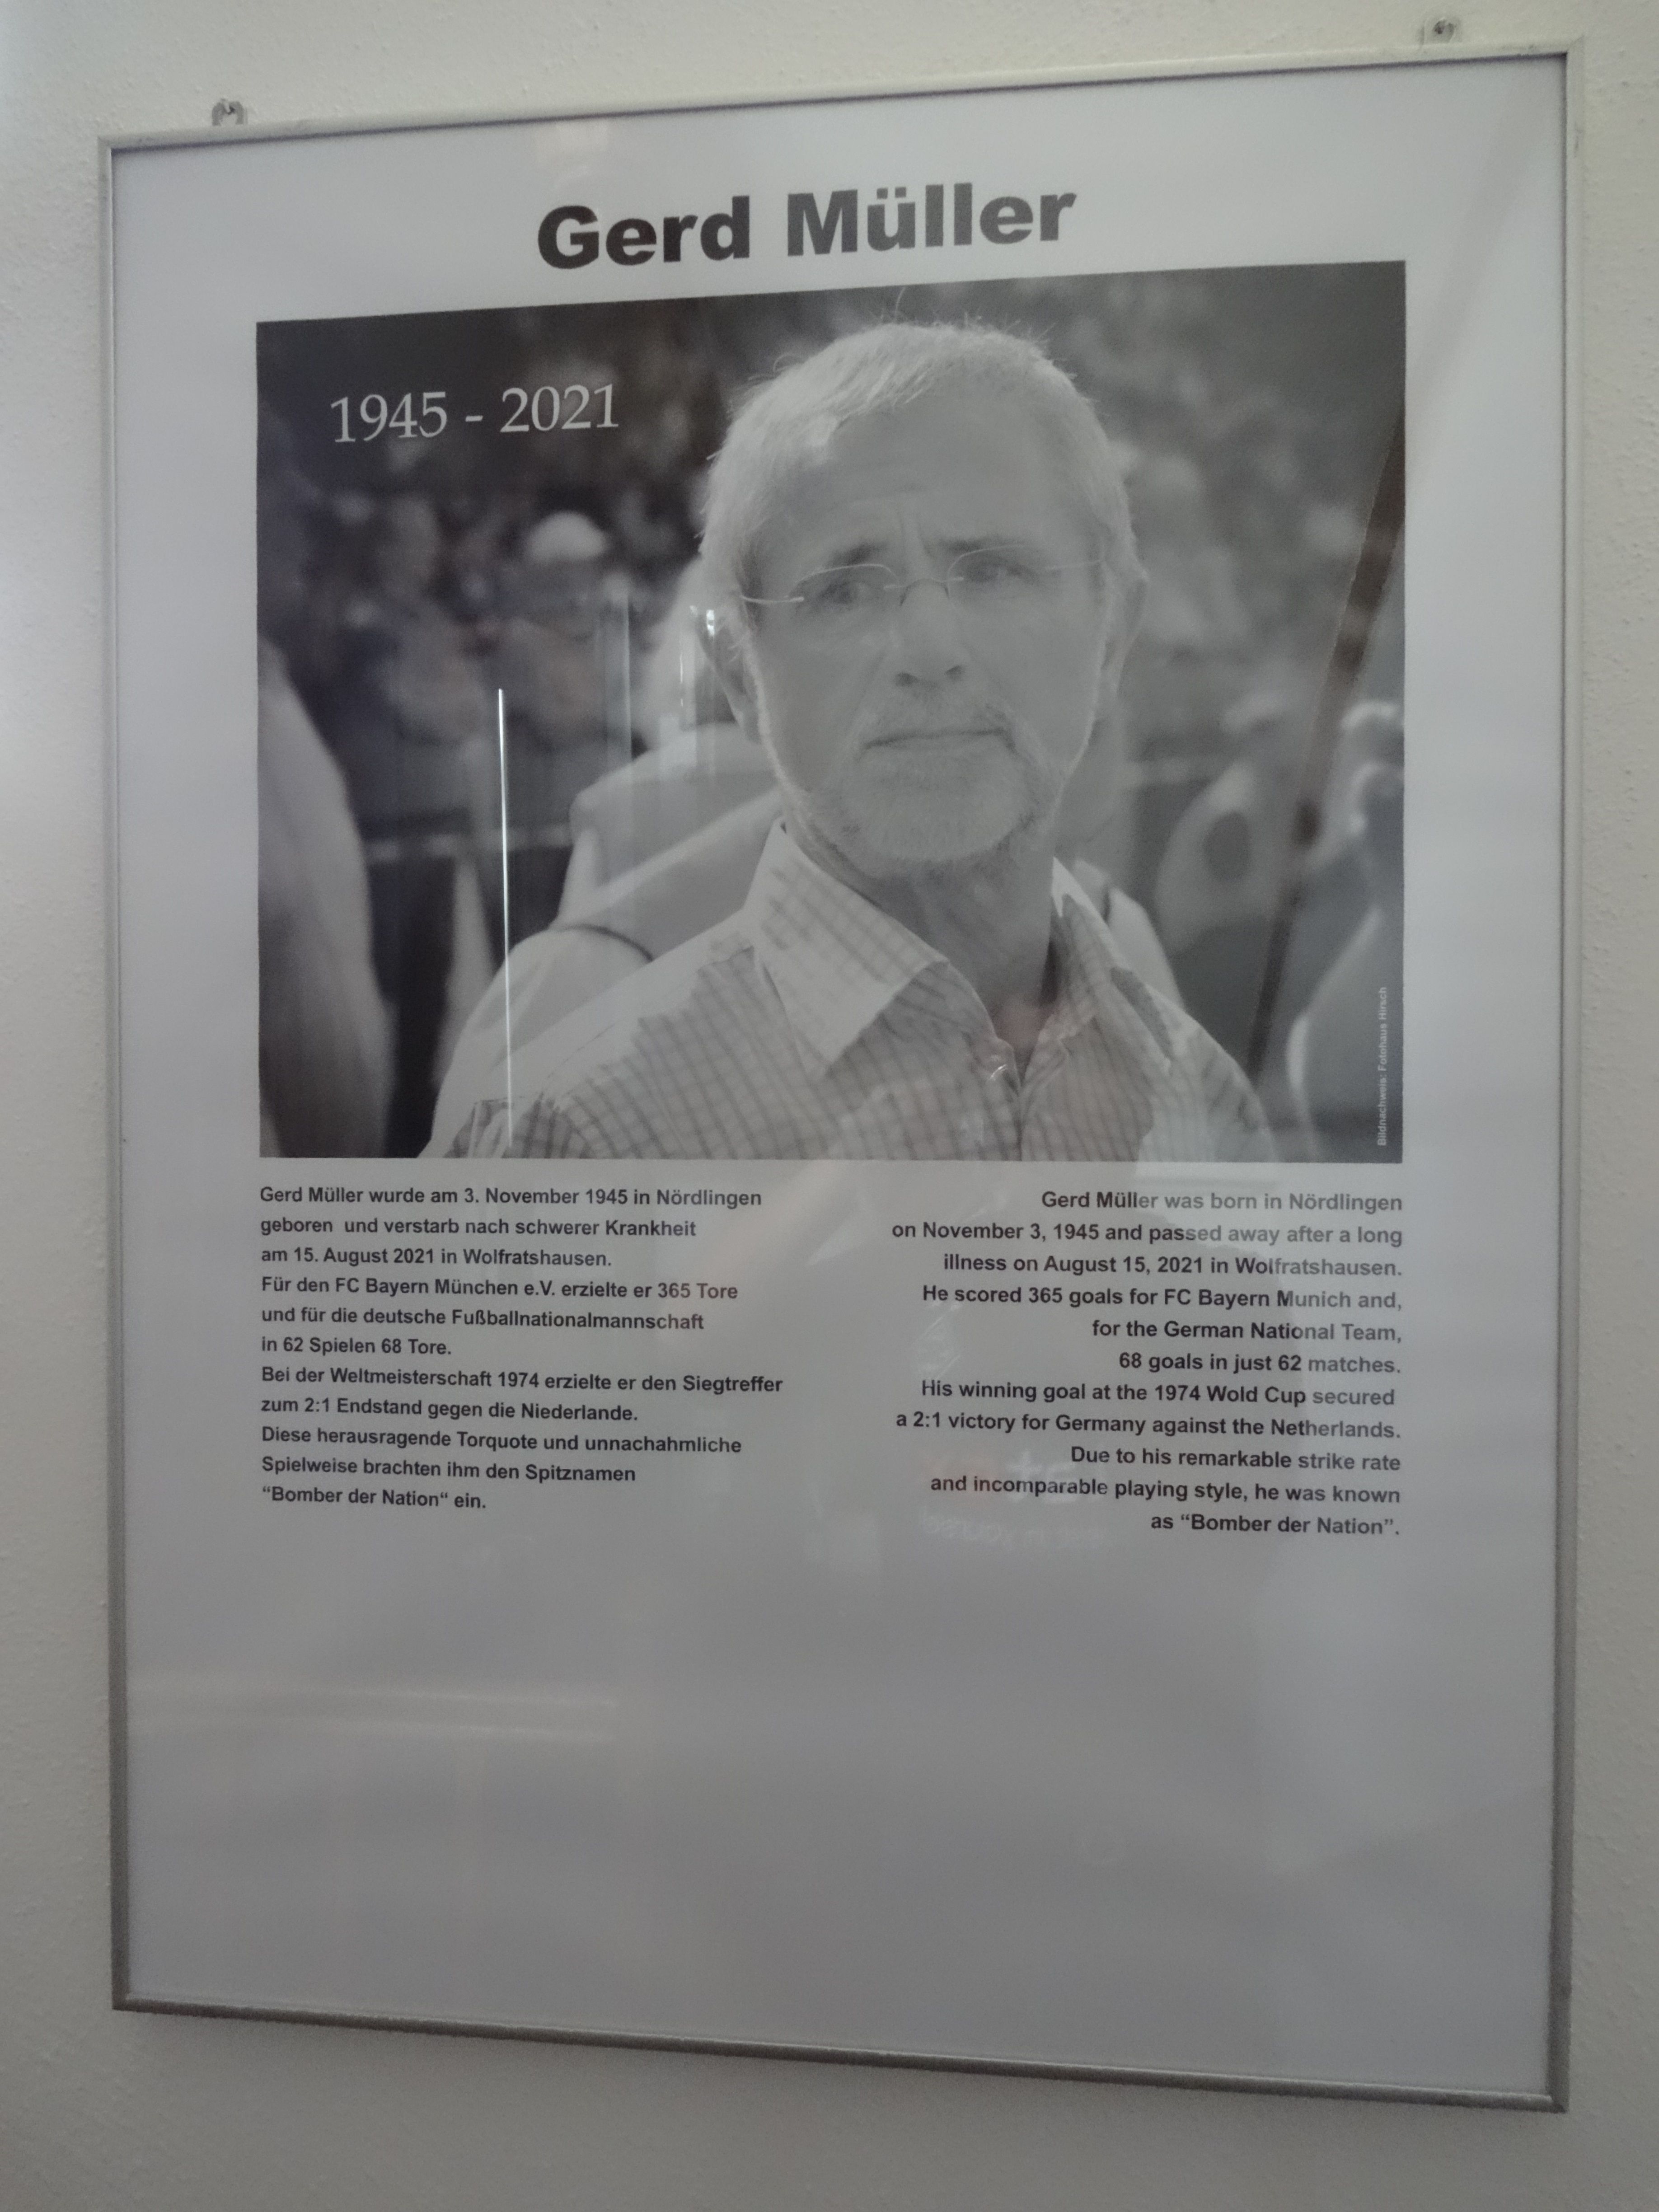 Gerd Müller
1945 - 2021
Bildnachweis: Fotohaus Hirsch
Gerd Müller wurde am 3. November 1945 in Nördlingen
geboren und verstarb nach schwerer Krankheit
am 15. August 2021 in Wolfratshausen.
Für den FC Bayern München e.V. erzielte er 365 Tore
und für die deutsche Fußballnationalmannschaft
in 62 Spielen 68 Tore.
Bei der Weltmeisterschaft 1974 erzielte er den Siegtreffer
zum 2:1 Endstand gegen die Niederlande.
Diese herausragende Torquote und unnachahmliche
Spielweise brachten ihm den Spitznamen
“Bomber der Nation“ ein.
Gerd Müller was born in Nördlingen
on November 3, 1945 and passed away after a long
illness on August 15, 2021 in Wolfratshausen.
He scored 365 goals for FC Bayern Munich and,
for the German National Team,
68 goals in just 62 matches.
His winning goal at the 1974 Wold Cup secured
a 2:1 victory for Germany against the Netherlands.
Due to his remarkable strike rate
and incomparable playing style, he was known
as “Bomber der Nation”.